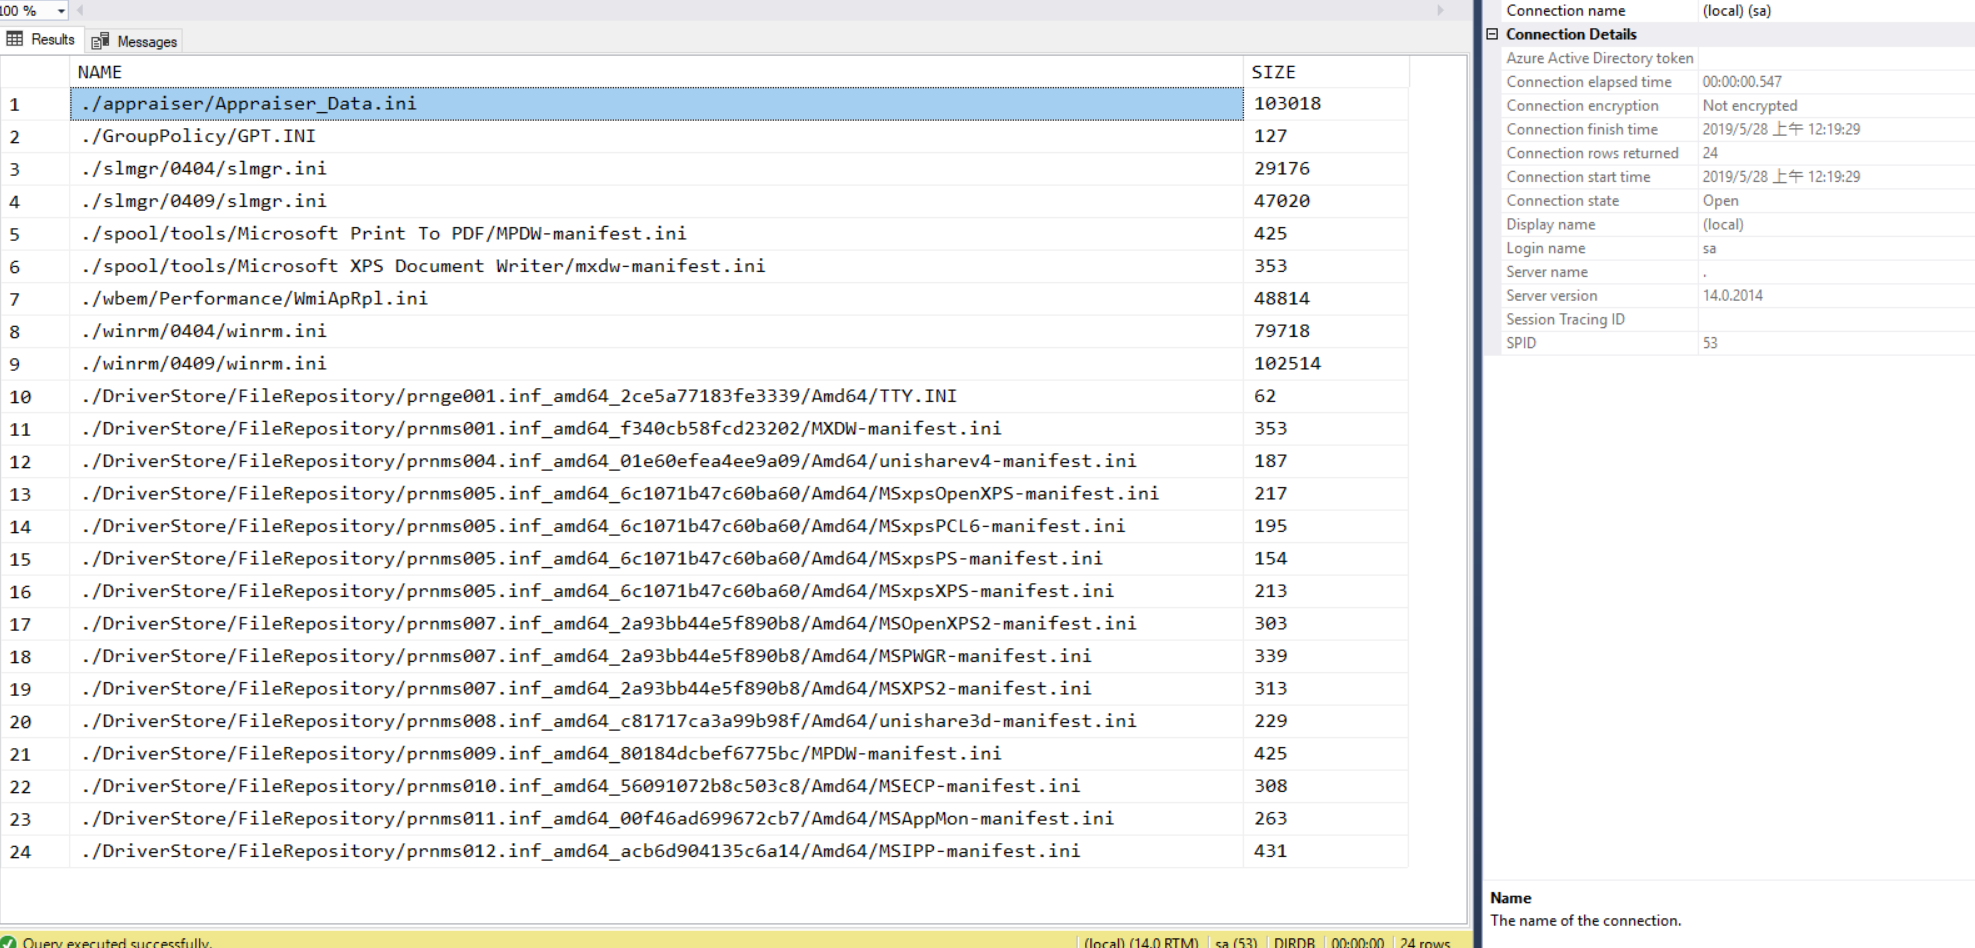 100 %
Results Messages
NAME SIZE
1 ./appraiser/Appraiser_Data.ini 103018
2 ./GroupPolicy/GPT.INI 127
3 ./slmgr/0404/slmgr.ini 29176
4 ./slmgr/0409/slmgr.ini 47020
5 ./spool/tools/Microsoft Print To PDF/MPDW-manifest.ini 425
6 ./spool/tools/Microsoft XPS Document Writer/mxdw-manifest.ini 353
7 ./wbem/Performance/WmiApRpl.ini 48814
8 ./winrm/0404/winrm.ini 79718
9 ./winrm/0409/winrm.ini 102514
10 ./DriverStore/FileRepository/prnge001.inf_amd64_2ce5a77183fe3339/Amd64/TTY.INI 62
11 ./DriverStore/FileRepository/prnms001.inf_amd64_f340cb58fcd23202/MXDW-manifest.ini 353
12 ./DriverStore/FileRepository/prnms004.inf_amd64_01e60efea4ee9a09/Amd64/unisharev4-manifest.ini 187
13 ./DriverStore/FileRepository/prnms005.inf_amd64_6c1071b47c60ba60/Amd64/MSxpsOpenXPS-manifest.ini 217
14 ./DriverStore/FileRepository/prnms005.inf_amd64_6c1071b47c60ba60/Amd64/MSxpsPCL6-manifest.ini 195
15 ./DriverStore/FileRepository/prnms005.inf_amd64_6c1071b47c60ba60/Amd64/MSxpsPS-manifest.ini 154
16 ./DriverStore/FileRepository/prnms005.inf_amd64_6c1071b47c60ba60/Amd64/MSxpsXPS-manifest.ini 213
17 ./DriverStore/FileRepository/prnms007.inf_amd64_2a93bb44e5f890b8/Amd64/MSOpenXPS2-manifest.ini 303
18 ./DriverStore/FileRepository/prnms007.inf_amd64_2a93bb44e5f890b8/Amd64/MSPWGR-manifest.ini 339
19 ./DriverStore/FileRepository/prnms007.inf_amd64_2a93bb44e5f890b8/Amd64/MSXPS2-manifest.ini 313
20 ./DriverStore/FileRepository/prnms008.inf_amd64_c81717ca3a99b98f/Amd64/unishare3d-manifest.ini 229
21 ./DriverStore/FileRepository/prnms009.inf_amd64_80184dcbef6775bc/MPDW-manifest.ini 425
22 ./DriverStore/FileRepository/prnms010.inf_amd64_56091072b8c503c8/Amd64/MSECP-manifest.ini 308
23 ./DriverStore/FileRepository/prnms011.inf_amd64_00f46ad699672cb7/Amd64/MSAppMon-manifest.ini 263
24 ./DriverStore/FileRepository/prnms012.inf_amd64_acb6d904135c6a14/Amd64/MSIPP-manifest.ini 431
Query executed successfully. (local) (14.0 RTM) sa (53) DIRDB 00:00:00 24 rows
Connection name (local) (sa)
Connection Details
Azure Active Directory token
Connection elapsed time 00:00:00.547
Connection encryption Not encrypted
Connection finish time 2019/5/28 上午 12:19:29
Connection rows returned 24
Connection start time 2019/5/28 上午 12:19:29
Connection state Open
Display name (local)
Login name sa
Server name .
Server version 14.0.2014
Session Tracing ID
SPID 53
Name
The name of the connection.